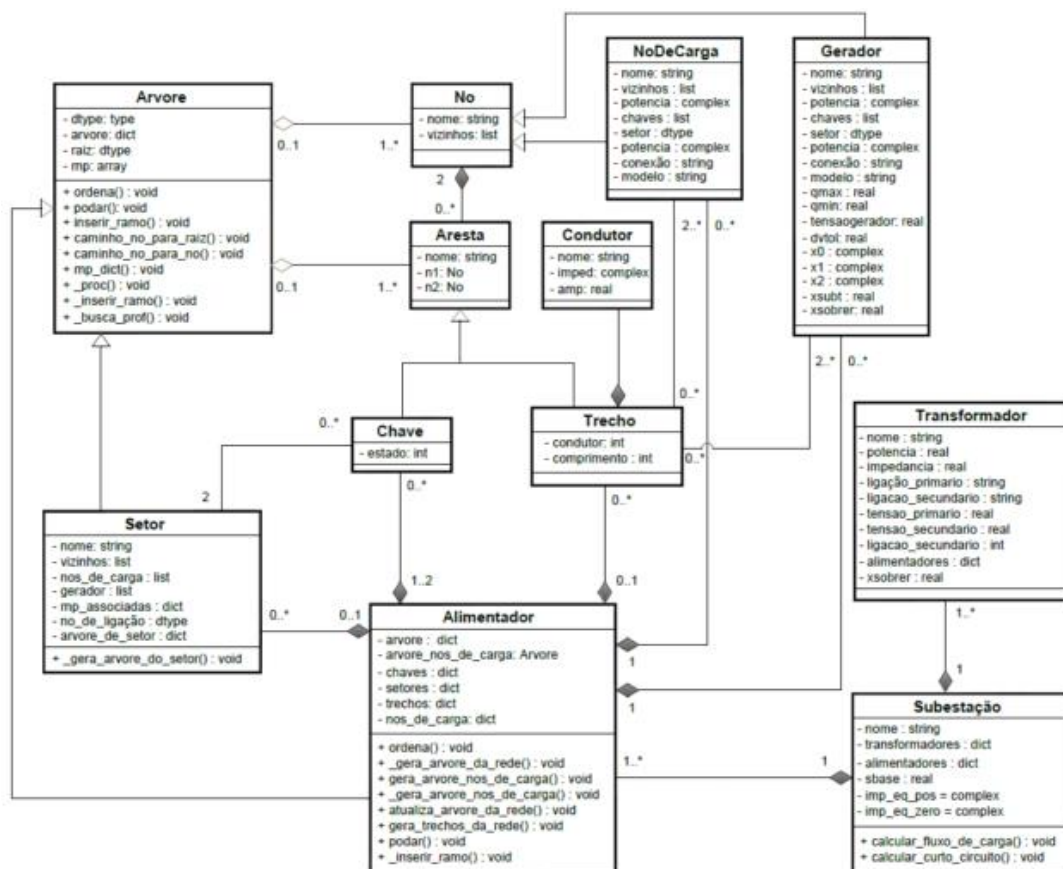 Arvore
- dtype: type
- arvore: dict
- raiz: dtype
- mp: array
+ ordena() : void
+ podar(): void
+ inserir_ramo() : void
+ caminho_no_para_raiz() : void
+ caminho_no_para_no() : void
+ mp_dict() : void
+ _proc() : void
+ _inserir_ramo() : void
+ _busca_prof() : void
0..1
1..*
0..1
1..*
No
- nome: string
- vizinhos: list
2
0..*
Aresta
- nome: string
- n1: No
- n2: No
NoDeCarga
- nome: string
- vizinhos: list
- potencia : complex
- chaves : list
- setor : dtype
- potencia : complex
- conexão : string
- modelo : string
2..*
0..*
Gerador
- nome : string
- vizinhos : list
- potencia : complex
- chaves : list
- setor : dtype
- potencia : complex
- conexão : string
- modelo : string
- qmax : real
- qmin: real
- tensaogerador: real
- dvtol: real
- x0 : complex
- x1 : complex
- x2 : complex
- xsubt : real
- xsobrer: real
2..*
0..*
Condutor
- nome : string
- imped: complex
- amp: real
0..*
Chave
- estado: int
0..*
2
0..*
Trecho
- condutor: int
- comprimento : int
0..*
0..*
Transformador
- nome : string
- potencia : real
- impedancia : real
- ligação_primario : string
- ligacao_secundario : string
- tensao_primario : real
- tensao_secundario : real
- ligacao_secundario : int
- alimentadores : dict
- xsobrer : real
1..*
1
Setor
- nome: string
- vizinhos: list
- nos_de_carga : list
- gerador : list
- mp_associadas : dict
- no_de_ligação : dtype
- arvore_de_setor : dict
+ _gera_arvore_do_setor() : void
0..*
0..1
1..2
0..1
Alimentador
- arvore : dict
- arvore_nos_de_carga: Arvore
- chaves : dict
- setores : dict
- trechos: dict
- nos_de_carga: dict
+ ordena() : void
+ _gera_arvore_da_rede() : void
+ gera_arvore_nos_de_carga() : void
+ _gera_arvore_nos_de_carga() : void
+ atualiza_arvore_da_rede() : void
+ gera_trechos_da_rede() : void
+ podar() : void
+ _inserir_ramo() : void
1
1
1..*
1
Subestação
- nome : string
- transformadores : dict
- alimentadores : dict
- sbase : real
- imp_eq_pos = complex
- imp_eq_zero = complex
+ calcular_fluxo_de_carga() : void
+ calcular_curto_circuito() : void